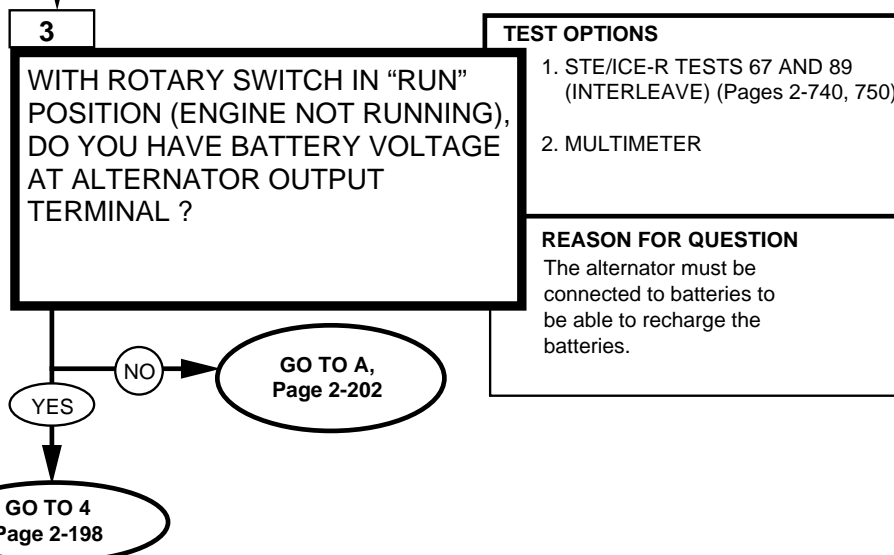 3
WITH ROTARY SWITCH IN “RUN”
POSITION (ENGINE NOT RUNNING),
DO YOU HAVE BATTERY VOLTAGE
AT ALTERNATOR OUTPUT
TERMINAL ?
TEST OPTIONS
1. STE/ICE-R TESTS 67 AND 89
(INTERLEAVE) (Pages 2-740, 750)
2. MULTIMETER
REASON FOR QUESTION
The alternator must be
connected to batteries to
be able to recharge the
batteries.
NO
GO TO A,
Page 2-202
YES
GO TO 4
Page 2-198